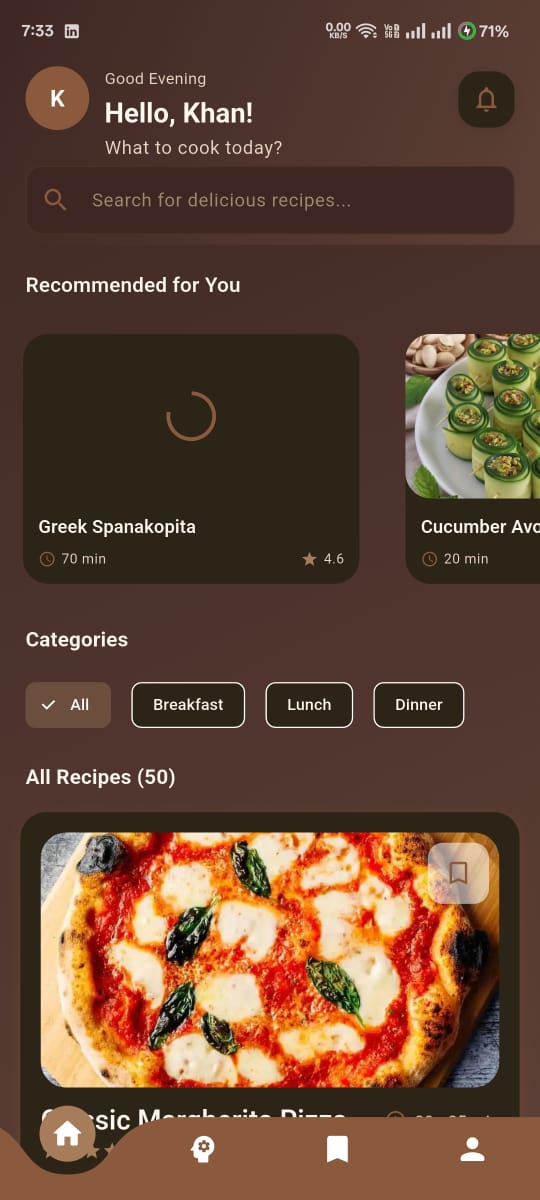 7:33 in 0.00 KB/S Vo 71%
Good Evening
K
Hello, Khan!
What to cook today?
Search for delicious recipes...
Recommended for You
Greek Spanakopita
70 min 4.6
Cucumber Avo
20 min
Categories
All Breakfast Lunch Dinner
All Recipes (50)
Margherita Pizza